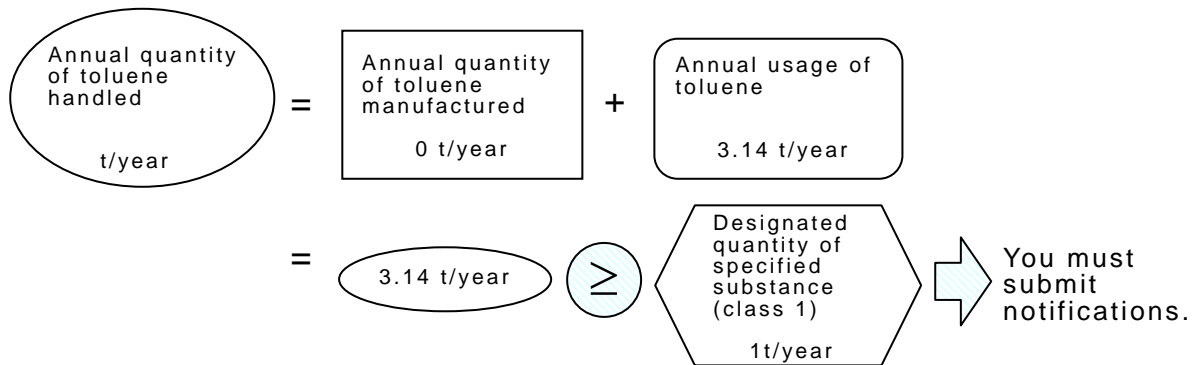 Annual quantity
of toluene
handled
t/year
=
Annual quantity
of toluene
manufactured
0 t/year
+
Annual usage of
toluene
3.14 t/year
=
3.14 t/year
≥
Designated
quantity of
specified
substance
(class 1)
1t/year
You must
submit
notifications.